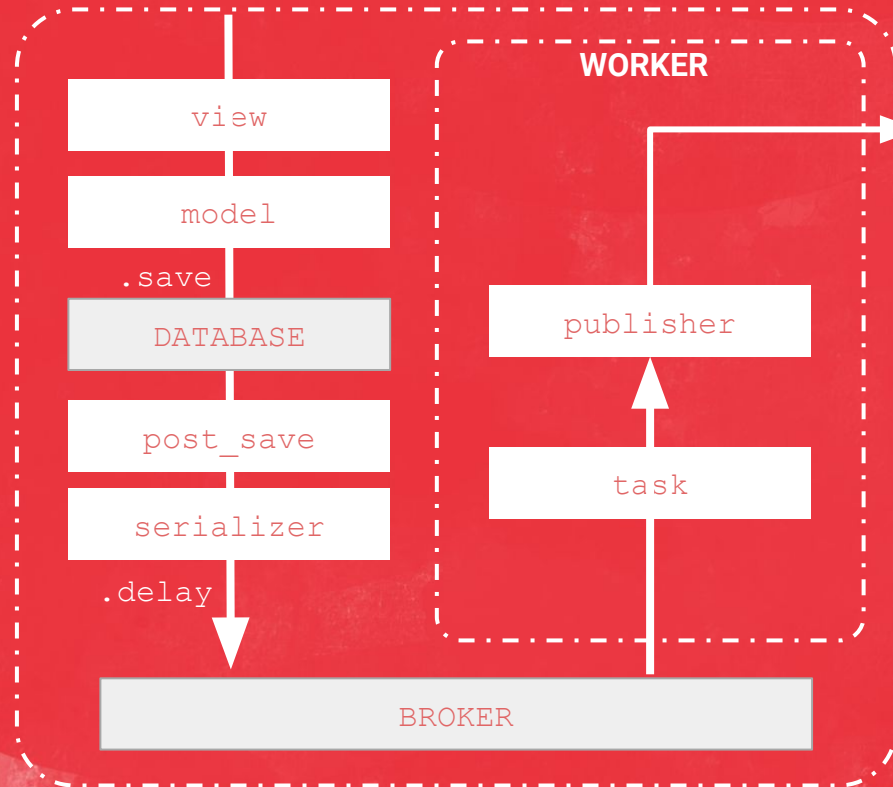 view
model
.save
DATABASE
post_save
serializer
.delay
BROKER
WORKER
publisher
task